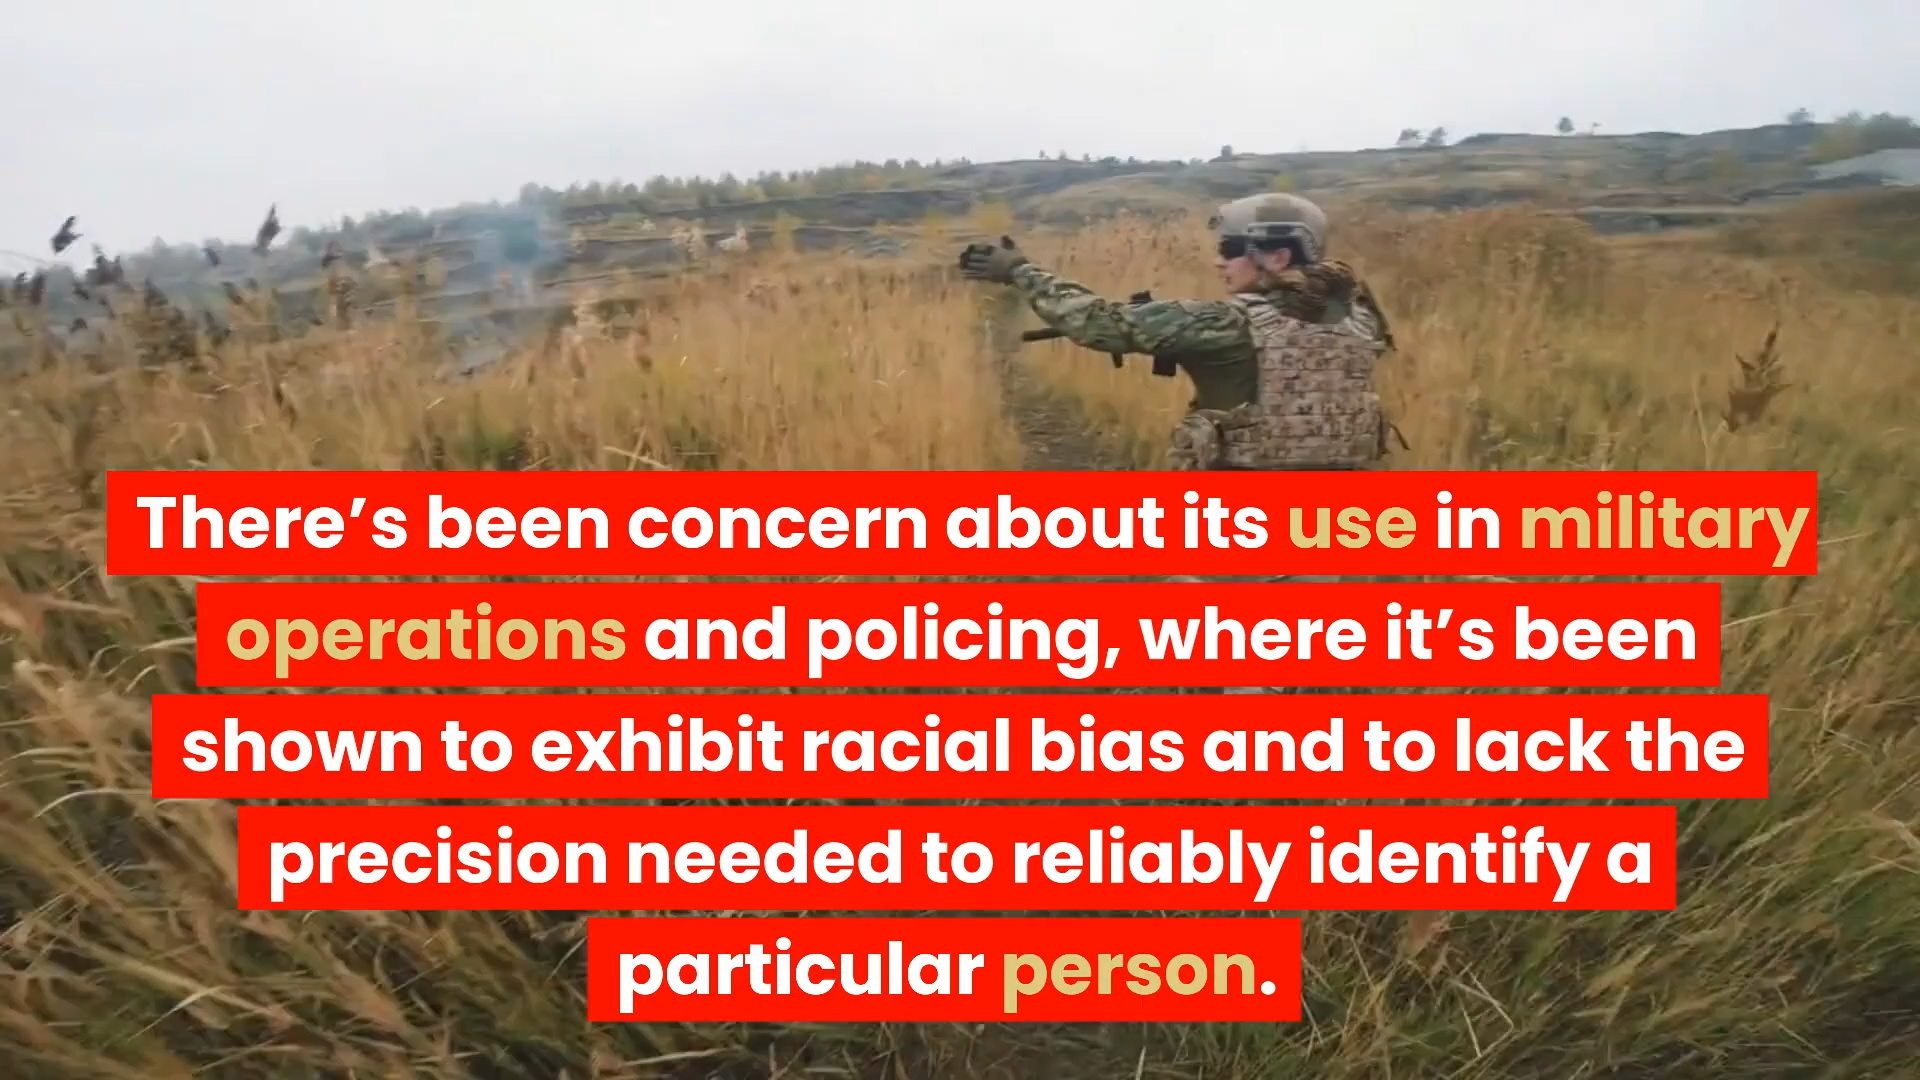 There’s been concern about its use in military
operations and policing, where it’s been
shown to exhibit racial bias and to lack the
precision needed to reliably identify a
particular person.